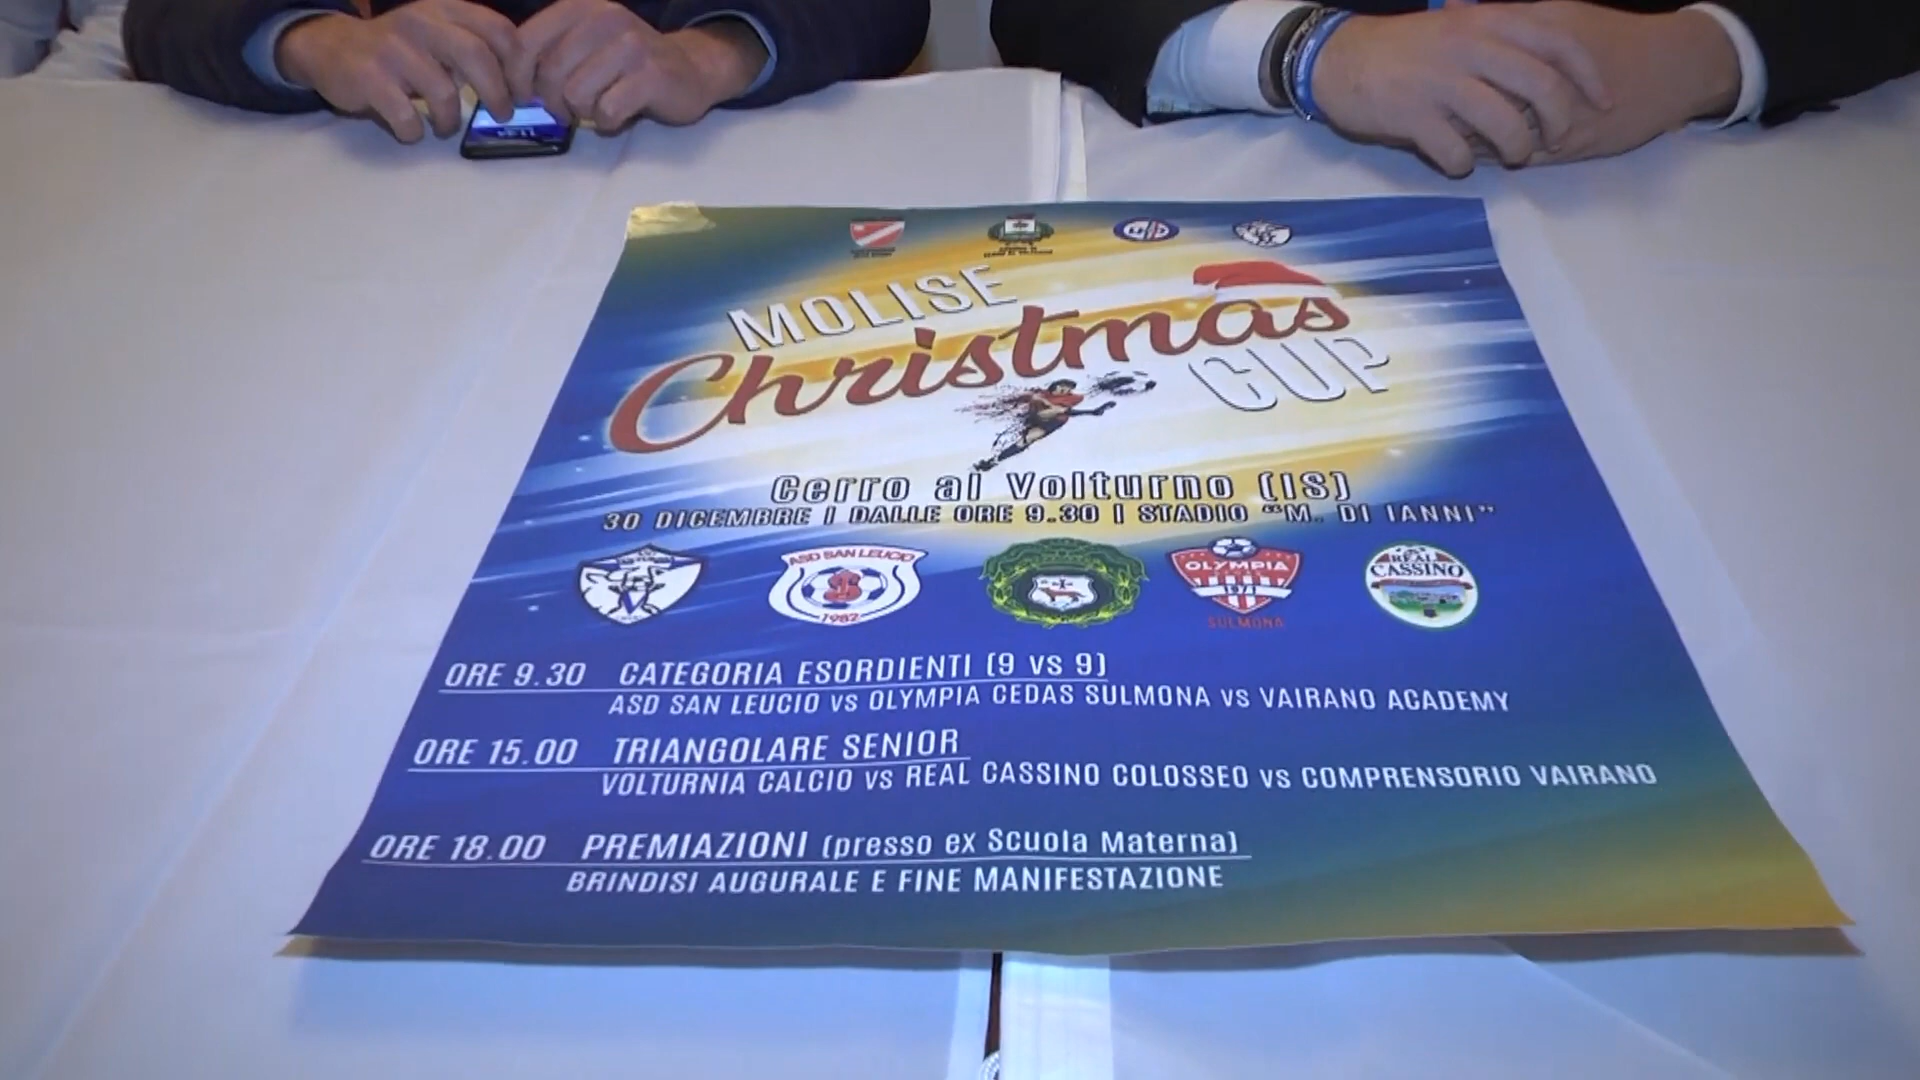 MOLISE
Christmas
CUP
Cerro al Volturno (IS)
30 DICEMBRE | DALLE ORE 9.30 | STADIO “M. DI IANNI”
ASD SAN LEUCIO
1982
OLYMPIA
SULMONA
REAL
CASSINO
ORE 9.30 CATEGORIA ESORDIENTI (9 vs 9)
ASD SAN LEUCIO vs OLYMPIA CEDAS SULMONA vs VAIRANO ACADEMY
ORE 15.00 TRIANGOLARE SENIOR
VOLTURNIA CALCIO vs REAL CASSINO COLOSSEO vs COMPRENSORIO VAIRANO
ORE 18.00 PREMIAZIONI (presso ex Scuola Materna)
BRINDISI AUGURALE E FINE MANIFESTAZIONE